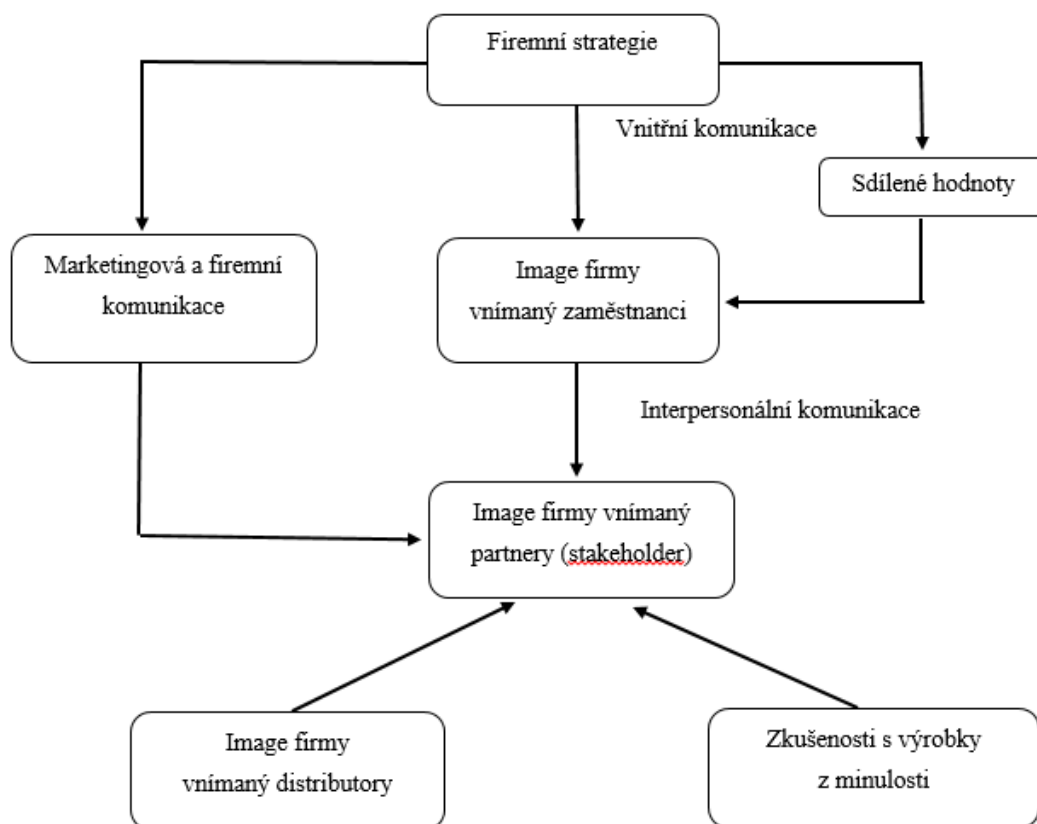 Firemní strategie
Vnitřní komunikace
Sdílené hodnoty
Marketingová a firemní
komunikace
Image firmy
vnímaný zaměstnanci
Interpersonální komunikace
Image firmy vnímaný
partnery (stakeholder)
Image firmy
vnímaný distributory
Zkušenosti s výrobky
z minulosti